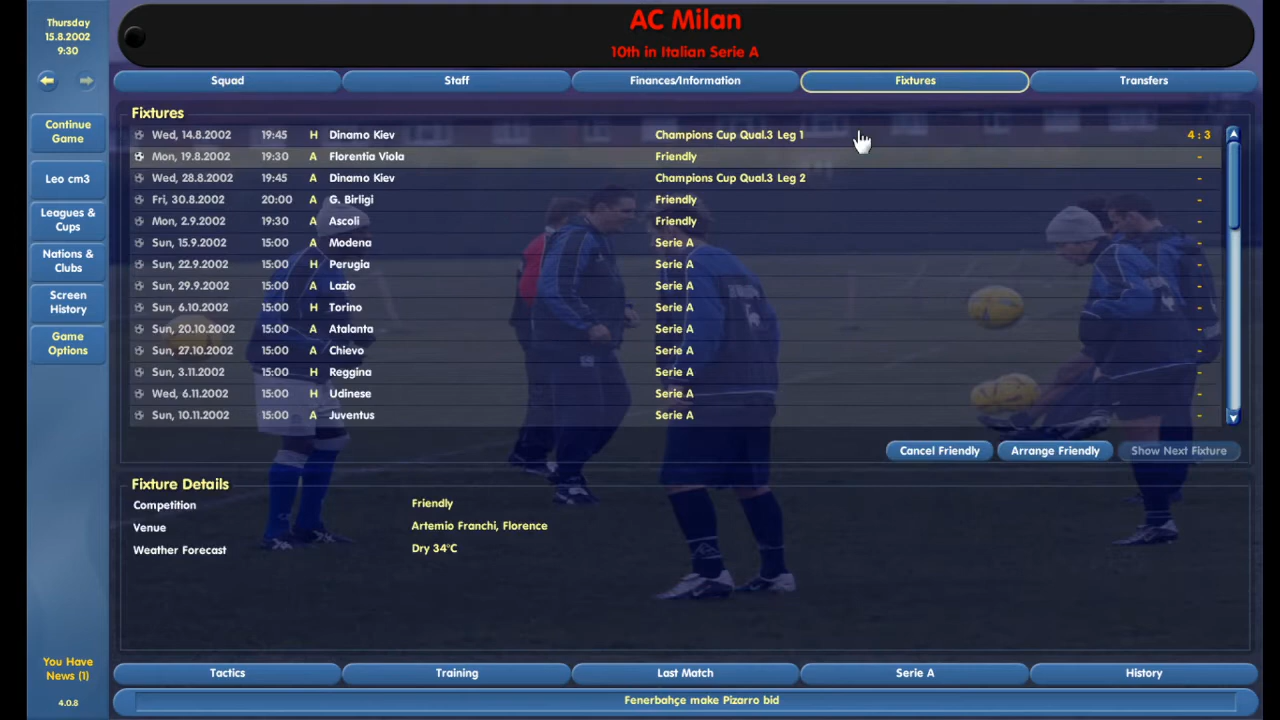 Thursday
15.8.2002
9:30
AC Milan
10th in Italian Serie A
Squad Staff Finances/Information Fixtures Transfers
Continue
Game
Leo cm3
Leagues &
Cups
Nations &
Clubs
Screen
History
Game
Options
You Have
News (1)
4.0.8
Fixtures
Wed, 14.8.2002 19:45 H Dinamo Kiev Champions Cup Qual.3 Leg 1 4 : 3
Mon, 19.8.2002 19:30 A Florentia Viola Friendly -
Wed, 28.8.2002 19:45 A Dinamo Kiev Champions Cup Qual.3 Leg 2 -
Fri, 30.8.2002 20:00 A G. Birligi Friendly -
Mon, 2.9.2002 19:30 A Ascoli Friendly -
Sun, 15.9.2002 15:00 A Modena Serie A -
Sun, 22.9.2002 15:00 H Perugia Serie A -
Sun, 29.9.2002 15:00 A Lazio Serie A -
Sun, 6.10.2002 15:00 H Torino Serie A -
Sun, 20.10.2002 15:00 A Atalanta Serie A -
Sun, 27.10.2002 15:00 A Chievo Serie A -
Sun, 3.11.2002 15:00 H Reggina Serie A -
Wed, 6.11.2002 15:00 H Udinese Serie A -
Sun, 10.11.2002 15:00 A Juventus Serie A -
Cancel Friendly Arrange Friendly Show Next Fixture
Fixture Details
Competition Friendly
Venue Artemio Franchi, Florence
Weather Forecast Dry 34°C
Tactics Training Last Match Serie A History
Fenerbahçe make Pizarro bid